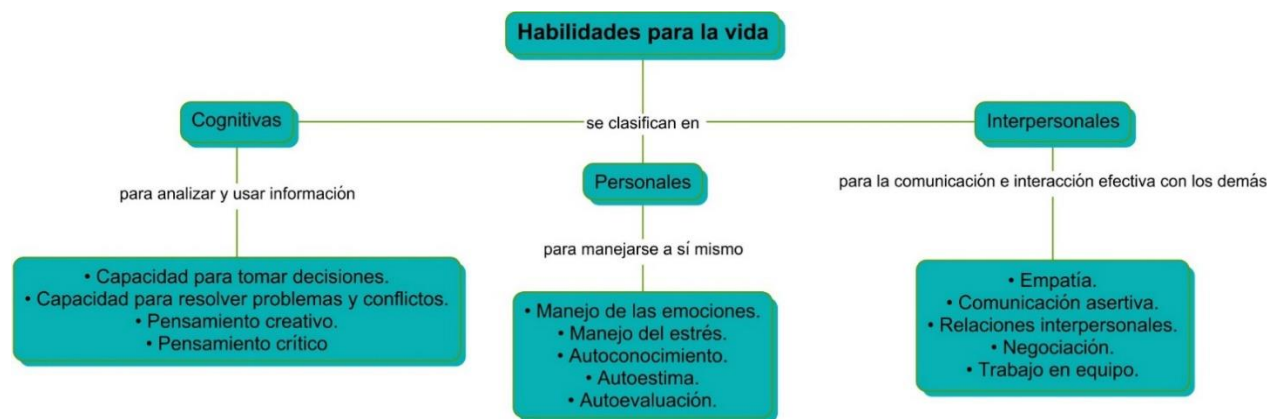 Habilidades para la vida
se clasifican en
Cognitivas
para analizar y usar información
• Capacidad para tomar decisiones.
• Capacidad para resolver problemas y conflictos.
• Pensamiento creativo.
• Pensamiento crítico
Personales
para manejarse a sí mismo
• Manejo de las emociones.
• Manejo del estrés.
• Autoconocimiento.
• Autoestima.
• Autoevaluación.
Interpersonales
para la comunicación e interacción efectiva con los demás
• Empatía.
• Comunicación asertiva.
• Relaciones interpersonales.
• Negociación.
• Trabajo en equipo.